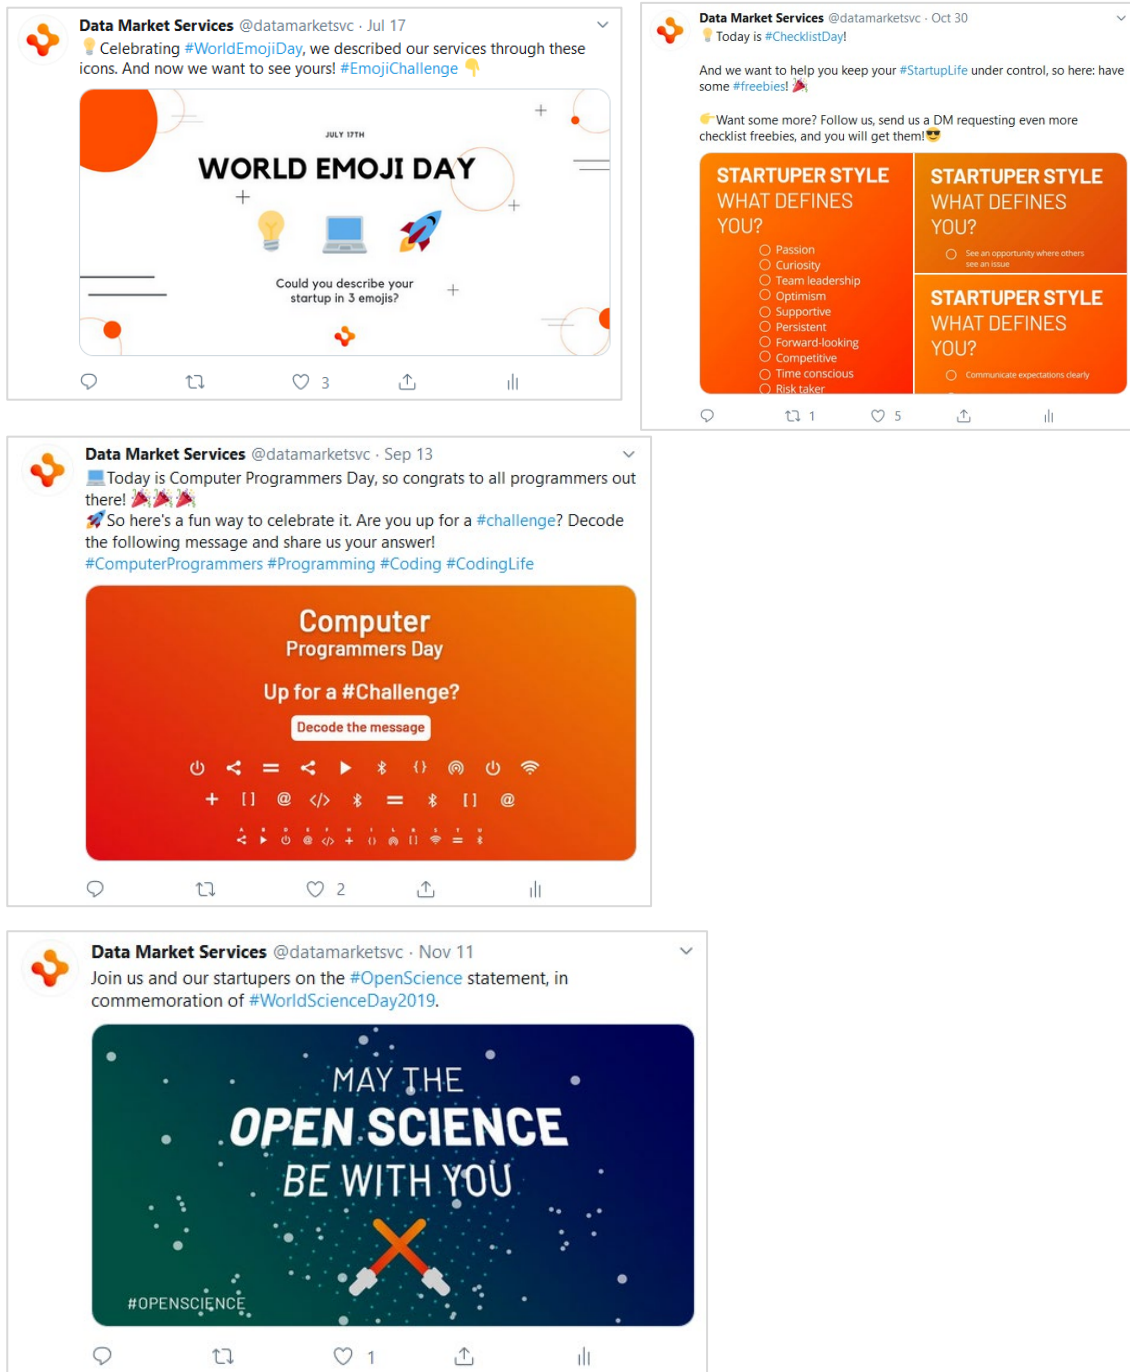 Data Market Services @datamarketsvc · Jul 17
Celebrating #WorldEmojiDay, we described our services through these
icons. And now we want to see yours! #EmojiChallenge
JULY 17TH
WORLD EMOJI DAY
Could you describe your
startup in 3 emojis?
3
Data Market Services @datamarketsvc · Oct 30
Today is #ChecklistDay!
And we want to help you keep your #StartupLife under control, so here: have
some #freebies!
Want some more? Follow us, send us a DM requesting even more
checklist freebies, and you will get them!
STARTUPER STYLE
WHAT DEFINES
YOU?
Passion
Curiosity
Team leadership
Optimism
Supportive
Persistent
Forward-looking
Competitive
Time conscious
Risk taker
STARTUPER STYLE
WHAT DEFINES
YOU?
See an opportunity where others
see an issue
STARTUPER STYLE
WHAT DEFINES
YOU?
Communicate expectations clearly
1 5
Data Market Services @datamarketsvc · Sep 13
Today is Computer Programmers Day, so congrats to all programmers out
there!
So here's a fun way to celebrate it. Are you up for a #challenge? Decode
the following message and share us your answer!
#ComputerProgrammers #Programming #Coding #CodingLife
Computer
Programmers Day
Up for a #Challenge?
Decode the message
= {}
+ [ ] @ </> = [ ] @
A B D E F H I L R S T U
@ </> + () [ ] =
2
Data Market Services @datamarketsvc · Nov 11
Join us and our startupers on the #OpenScience statement, in
commemoration of #WorldScienceDay2019.
MAY THE
OPEN SCIENCE
BE WITH YOU
#OPENSCIENCE
1